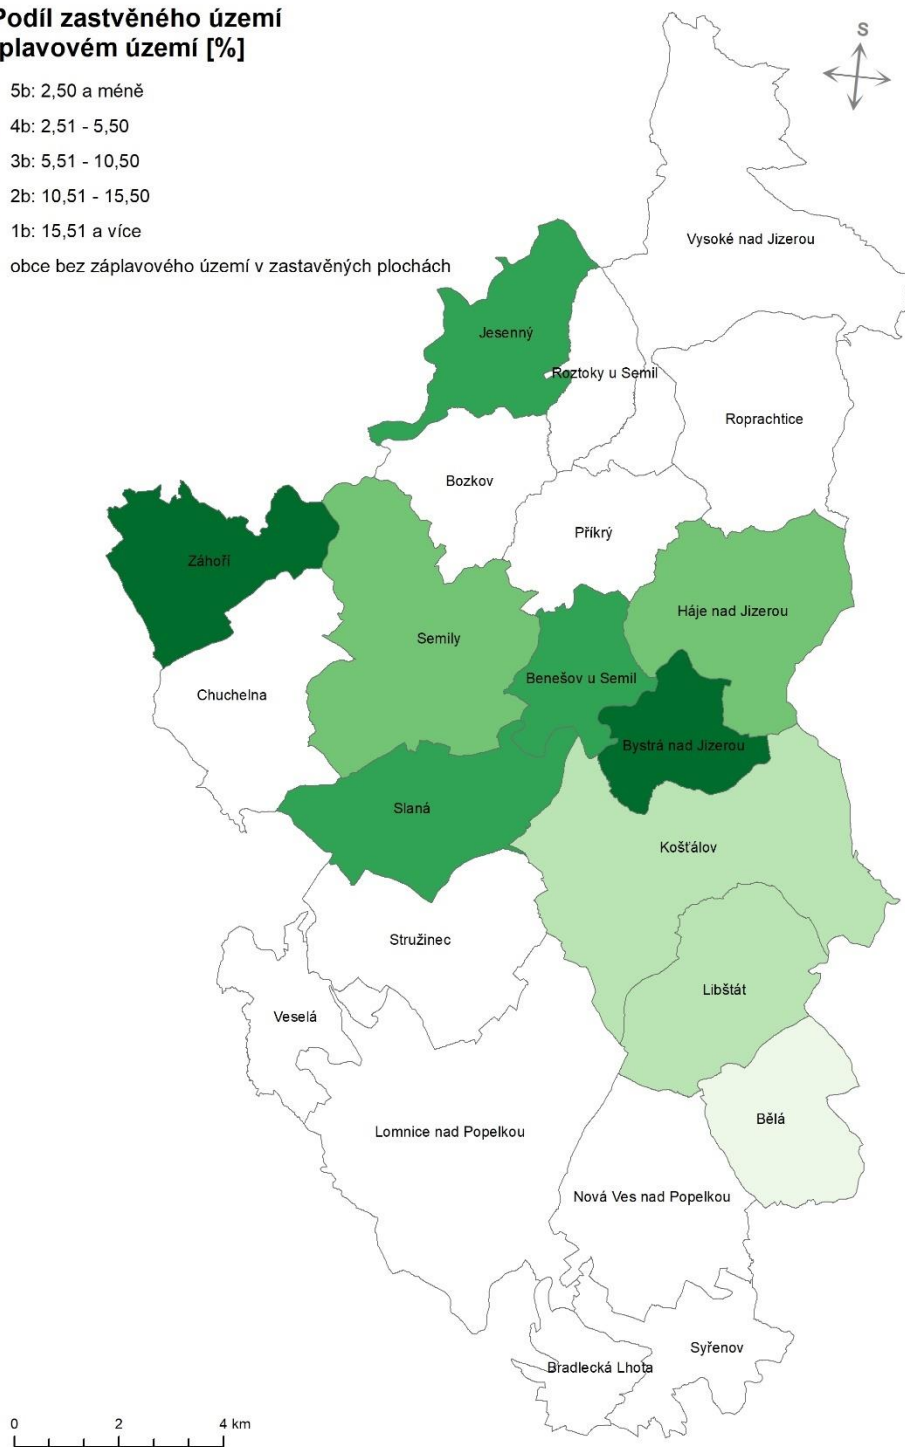 Podíl zastvěného území
plavovém území [%]
5b: 2,50 a méně
4b: 2,51 - 5,50
3b: 5,51 - 10,50
2b: 10,51 - 15,50
1b: 15,51 a více
obce bez záplavového území v zastavěných plochách
S
Vysoké nad Jizerou
Jesenný
Roztoky u Semil
Roprachtice
Bozkov
Příkrý
Záhoří
Háje nad Jizerou
Semily
Benešov u Semil
Chuchelna
Bystrá nad Jizerou
Slaná
Košťálov
Stružinec
Libštát
Veselá
Bělá
Lomnice nad Popelkou
Nová Ves nad Popelkou
Syřenov
Bradlecká Lhota
0 2 4 km